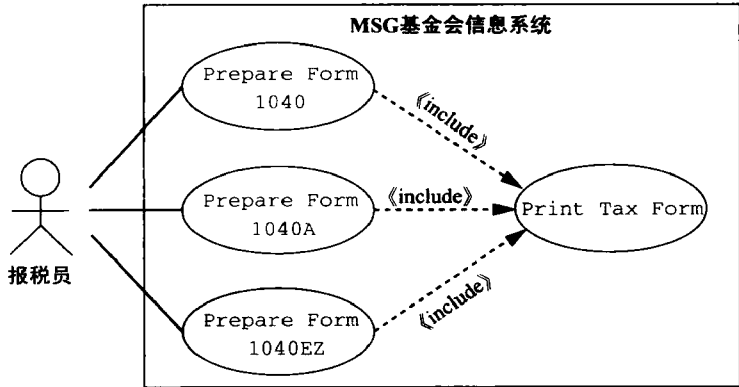 MSG基金会信息系统
Prepare Form
1040
《include》
Prepare Form
1040A
《include》
Print Tax Form
报税员
Prepare Form
1040EZ
《include》